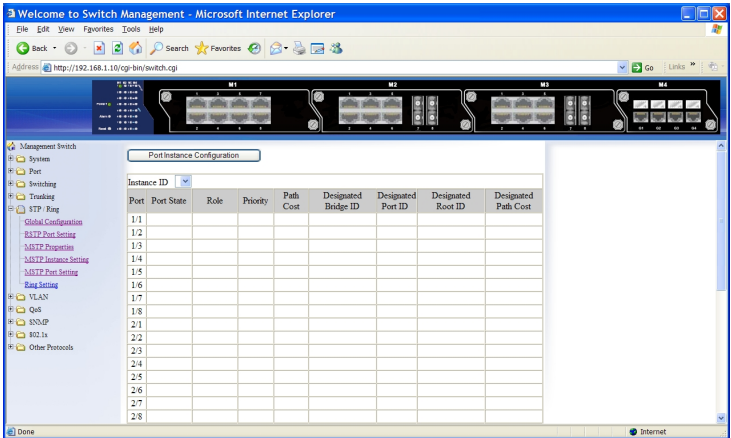 Welcome to Switch Management - Microsoft Internet Explorer
File Edit View Favorites Tools Help
Back Search Favorites
Address http://192.168.1.10/cgi-bin/switch.cgi Go Links »
M1 M2 M3 M4
G1 G2 G3 G4
Management Switch
System
Port
Switching
Trunking
STP / Ring
Global Configuration
RSTP Port Setting
MSTP Properties
MSTP Instance Setting
MSTP Port Setting
Ring Setting
VLAN
QoS
SNMP
802.1x
Other Protocols
Port Instance Configuration
Instance ID
Port Port State Role Priority Path Cost Designated Bridge ID Designated Port ID Designated Root ID Designated Path Cost
1/1
1/2
1/3
1/4
1/5
1/6
1/7
1/8
2/1
2/2
2/3
2/4
2/5
2/6
2/7
2/8
Done Internet